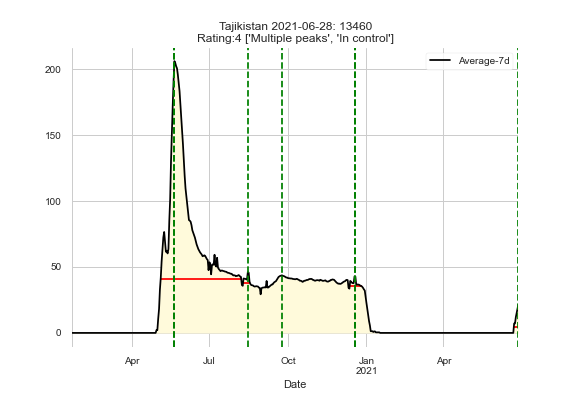 Tajikistan 2021-06-28: 13460
Rating:4 ['Multiple peaks', 'In control']
Average-7d
200
150
100
50
0
Apr
Jul
Oct
Jan
2021
Apr
Date